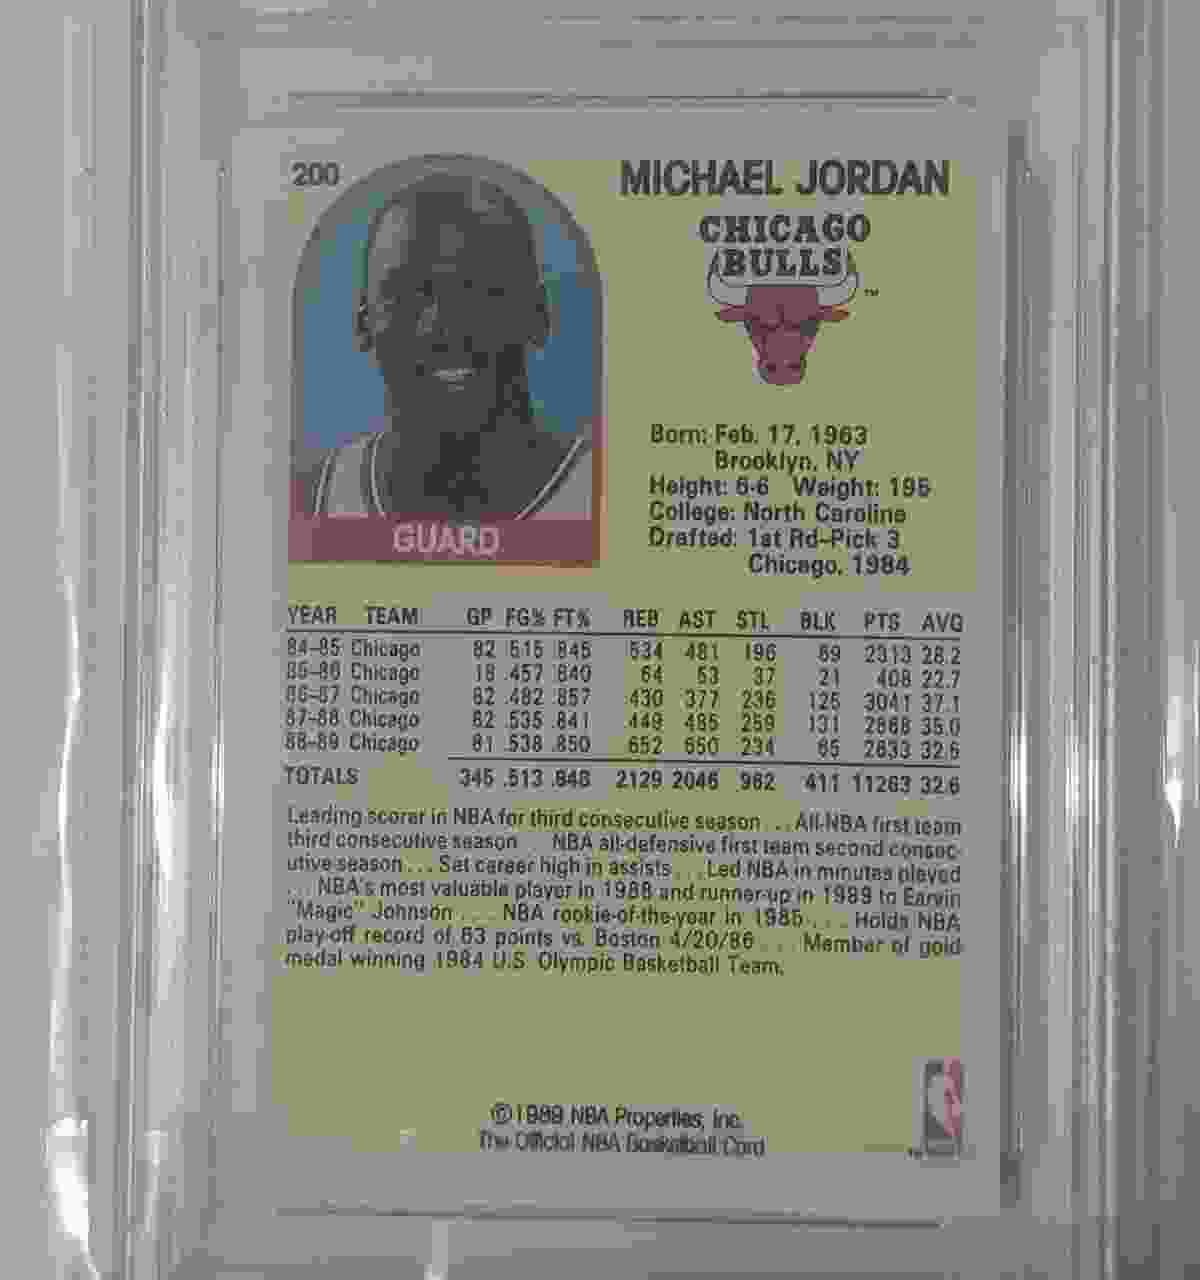 200
MICHAEL JORDAN
CHICAGO
BULLS
™
GUARD
Born: Feb. 17, 1963
Brooklyn, NY
Height: 6-6 Weight: 195
College: North Carolina
Drafted: 1st Rd–Pick 3
Chicago, 1984
YEAR TEAM GP FG% FT% REB AST STL BLK PTS AVG
84–85 Chicago 82 .515 .845 534 481 196 69 2313 28.2
85–86 Chicago 18 .457 .840 64 53 37 21 408 22.7
86–87 Chicago 82 .482 .857 430 377 236 125 3041 37.1
87–88 Chicago 82 .535 .841 449 485 259 131 2868 35.0
88–89 Chicago 81 .538 .850 652 650 234 65 2633 32.5
TOTALS 345 .513 .848 2129 2046 962 411 11263 32.6
Leading scorer in NBA for third consecutive season . . . All-NBA first team
third consecutive season . . . NBA all-defensive first team second consec-
utive season . . . Set career high in assists . . . Led NBA in minutes played
. . . NBA's most valuable player in 1988 and runner-up in 1989 to Earvin
"Magic" Johnson . . . NBA rookie-of-the-year in 1985 . . . Holds NBA
play-off record of 63 points vs. Boston 4/20/86 . . . Member of gold
medal winning 1984 U.S. Olympic Basketball Team.
©1989 NBA Properties, Inc.
The Official NBA Basketball Card